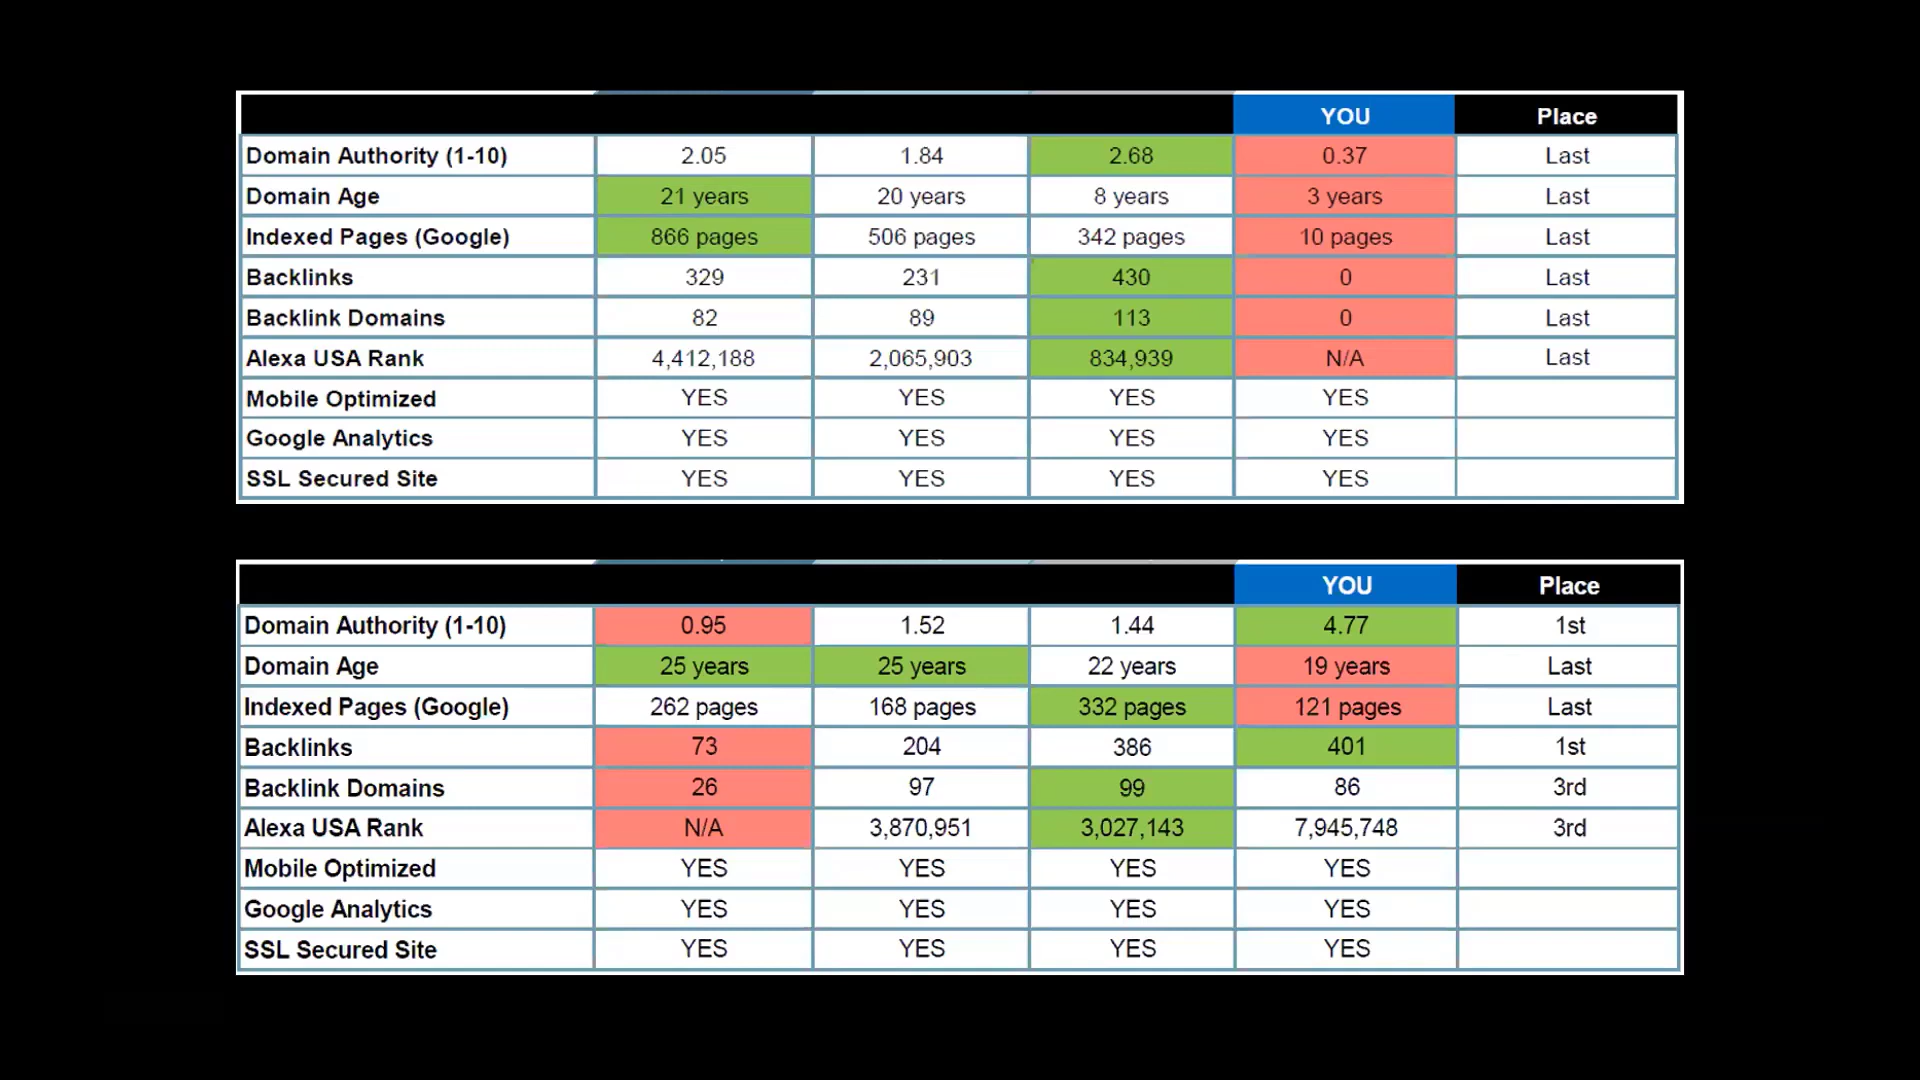 YOU Place
Domain Authority (1-10) 2.05 1.84 2.68 0.37 Last
Domain Age 21 years 20 years 8 years 3 years Last
Indexed Pages (Google) 866 pages 506 pages 342 pages 10 pages Last
Backlinks 329 231 430 0 Last
Backlink Domains 82 89 113 0 Last
Alexa USA Rank 4,412,188 2,065,903 834,939 N/A Last
Mobile Optimized YES YES YES YES
Google Analytics YES YES YES YES
SSL Secured Site YES YES YES YES
YOU Place
Domain Authority (1-10) 0.95 1.52 1.44 4.77 1st
Domain Age 25 years 25 years 22 years 19 years Last
Indexed Pages (Google) 262 pages 168 pages 332 pages 121 pages Last
Backlinks 73 204 386 401 1st
Backlink Domains 26 97 99 86 3rd
Alexa USA Rank N/A 3,870,951 3,027,143 7,945,748 3rd
Mobile Optimized YES YES YES YES
Google Analytics YES YES YES YES
SSL Secured Site YES YES YES YES